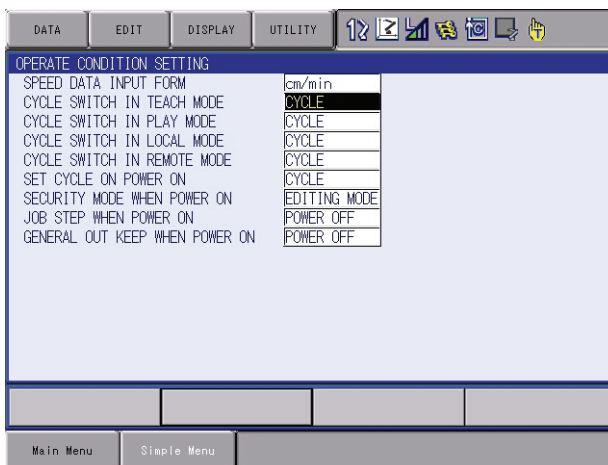 DATA EDIT DISPLAY UTILITY
OPERATE CONDITION SETTING
SPEED DATA INPUT FORM cm/min
CYCLE SWITCH IN TEACH MODE CYCLE
CYCLE SWITCH IN PLAY MODE CYCLE
CYCLE SWITCH IN LOCAL MODE CYCLE
CYCLE SWITCH IN REMOTE MODE CYCLE
SET CYCLE ON POWER ON CYCLE
SECURITY MODE WHEN POWER ON EDITING MODE
JOB STEP WHEN POWER ON POWER OFF
GENERAL OUT KEEP WHEN POWER ON POWER OFF
Main Menu Simple Menu